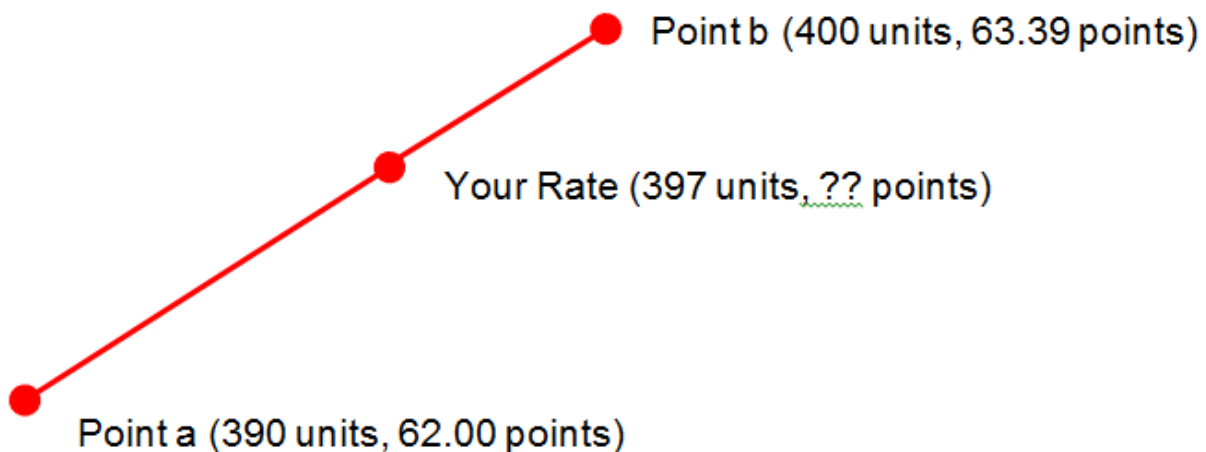 Point b (400 units, 63.39 points)
Your Rate (397 units, ?? points)
Point a (390 units, 62.00 points)